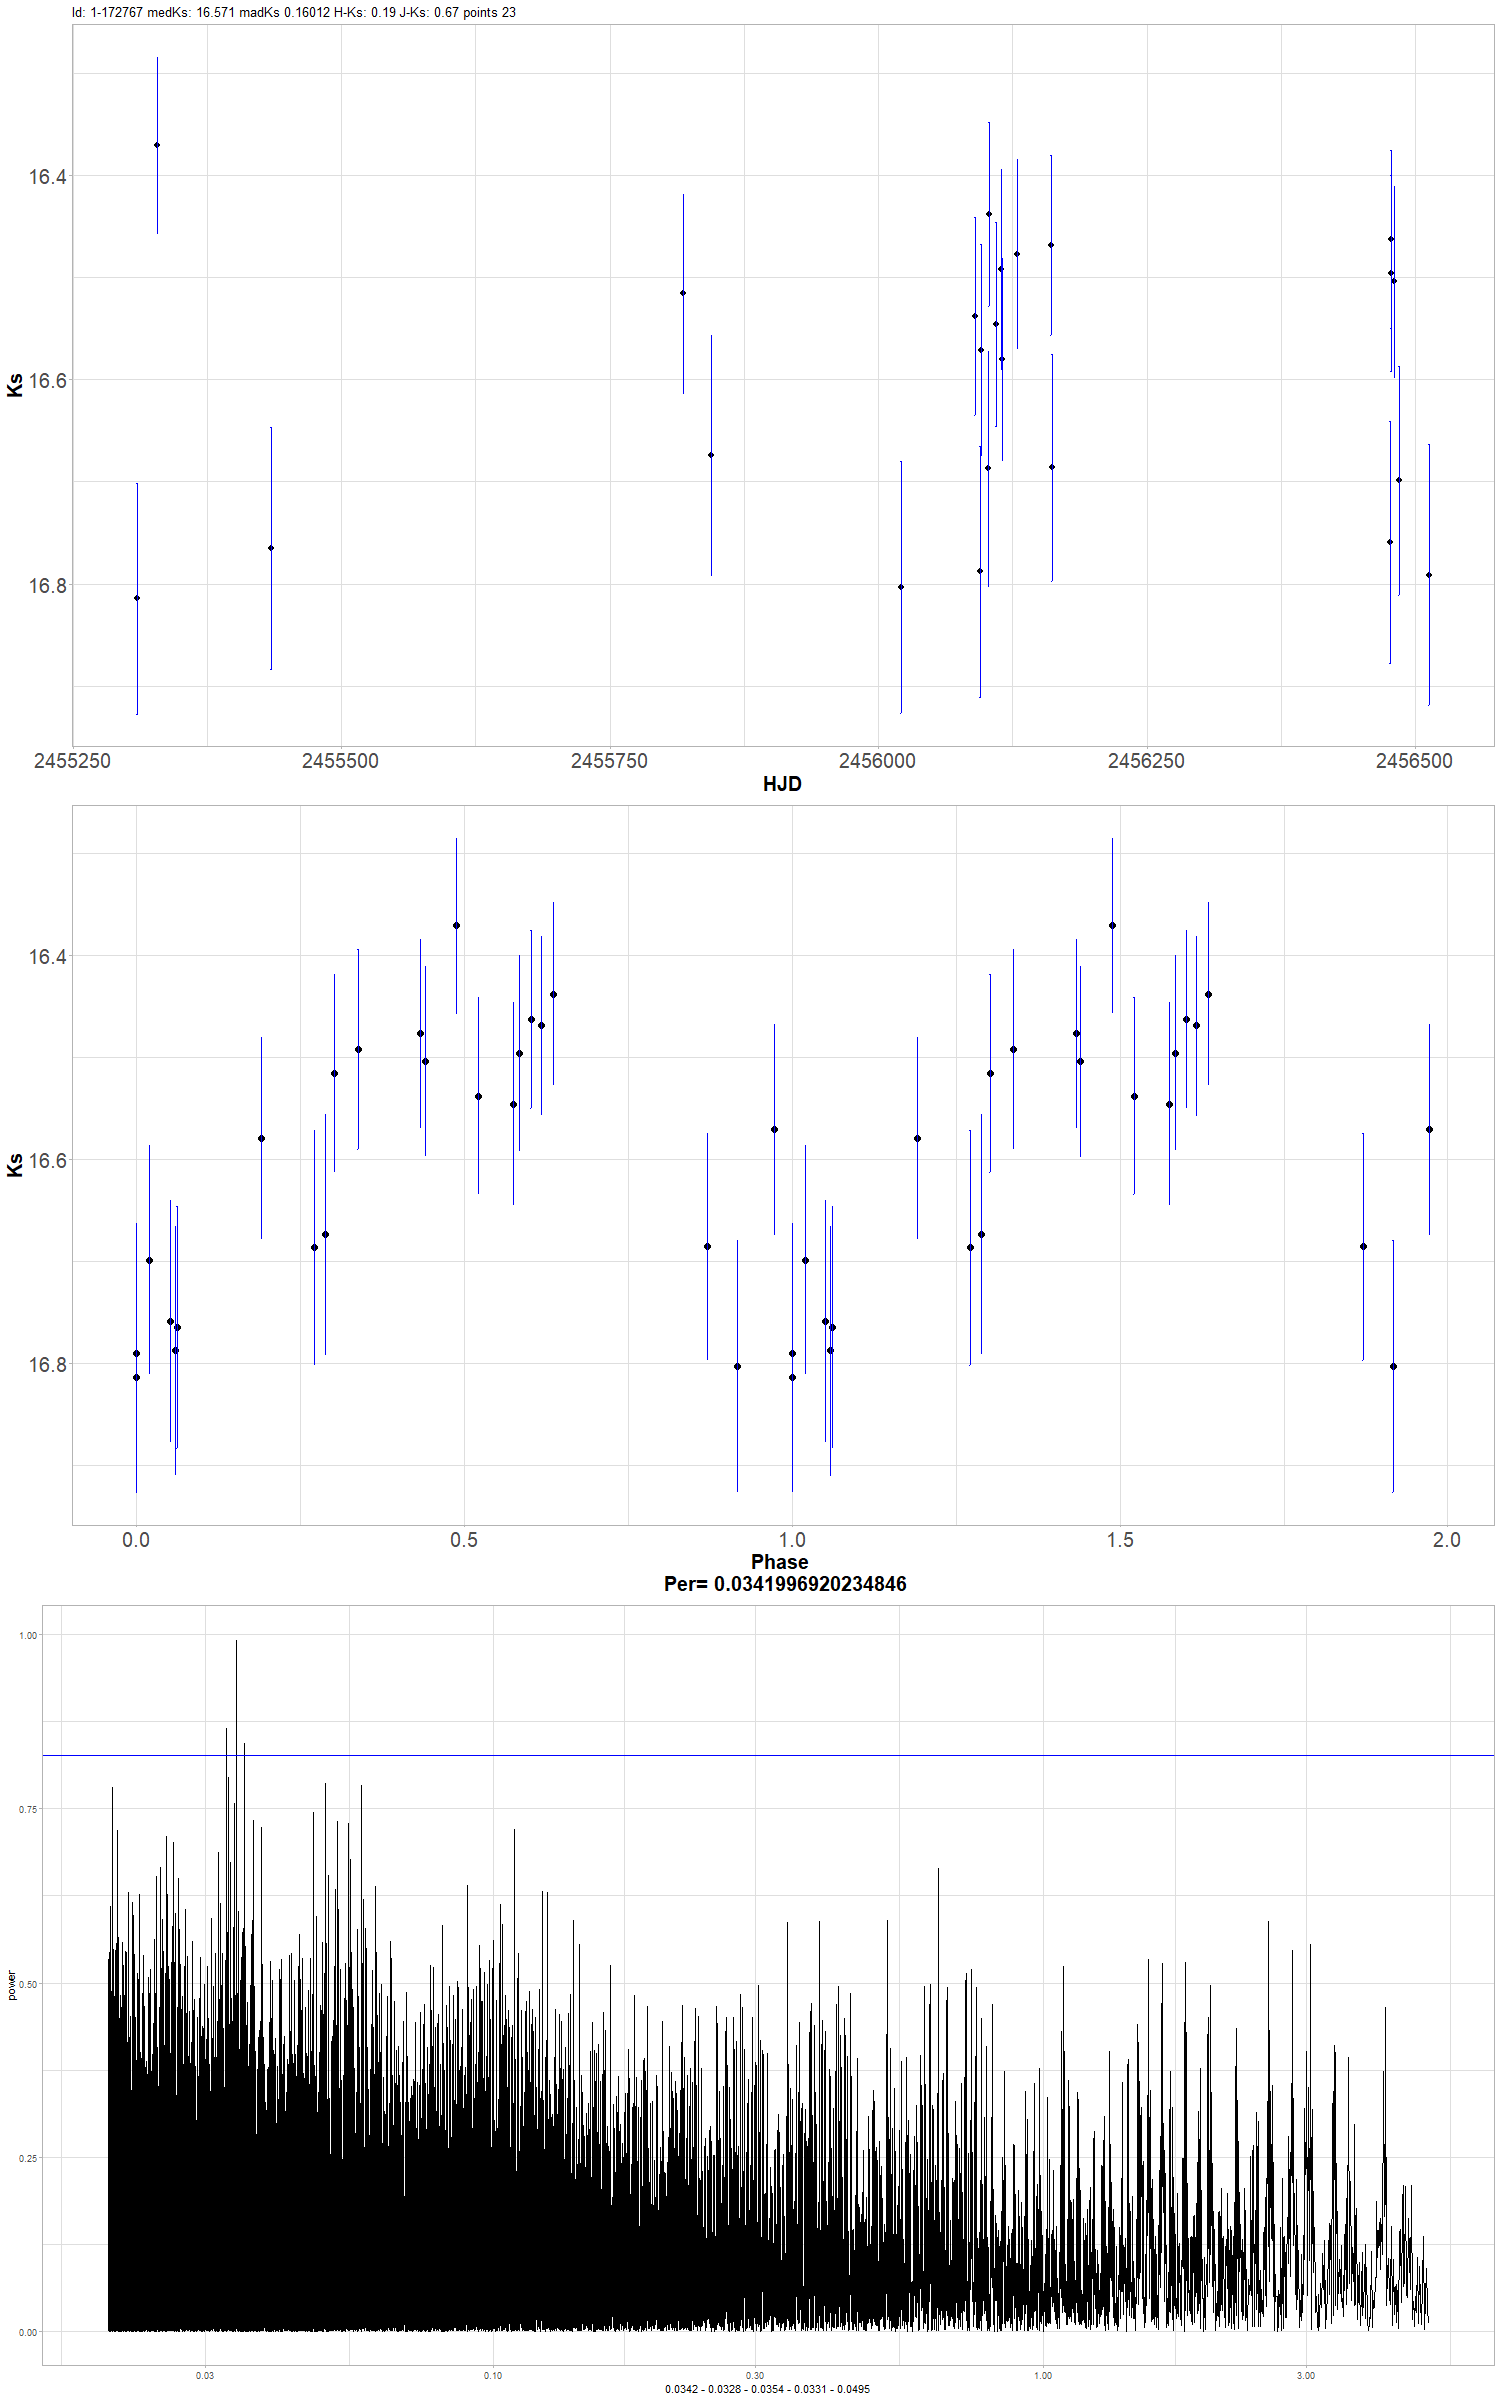 Id: 1-172767 medKs: 16.571 madKs 0.16012 H-Ks: 0.19 J-Ks: 0.67 points 23
16.4
16.6
16.8
Ks
2455250 2455500 2455750 2456000 2456250 2456500
HJD
16.4
16.6
16.8
Ks
0.0 0.5 1.0 1.5 2.0
Phase
Per= 0.0341996920234846
1.00
0.75
0.50
0.25
0.00
power
0.03 0.10 0.30 1.00 3.00
0.0342 - 0.0328 - 0.0354 - 0.0331 - 0.0495